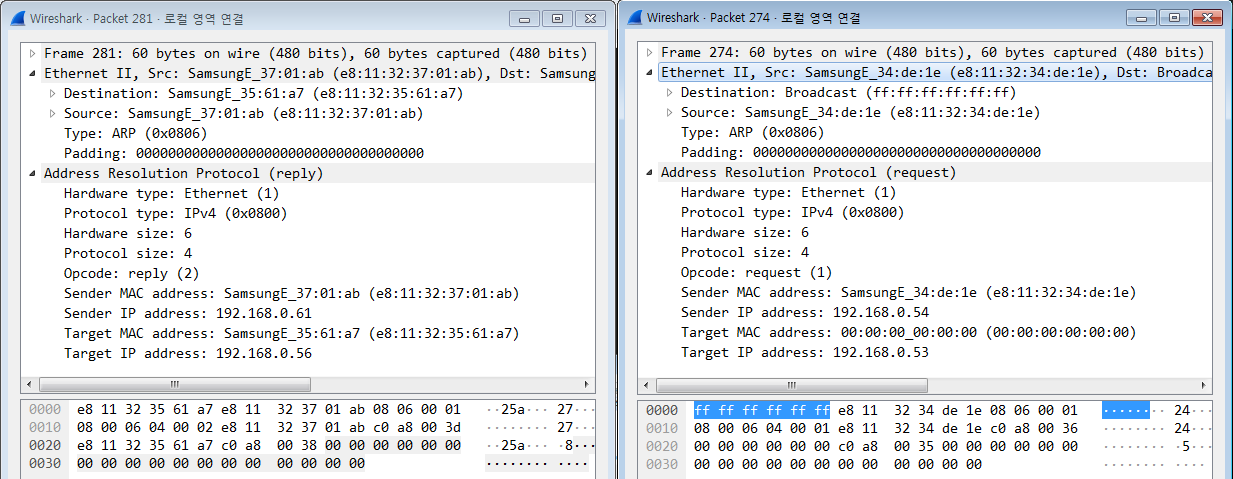 Wireshark · Packet 281 · 로컬 영역 연결
Frame 281: 60 bytes on wire (480 bits), 60 bytes captured (480 bits)
Ethernet II, Src: SamsungE_37:01:ab (e8:11:32:37:01:ab), Dst: Samsung
Destination: SamsungE_35:61:a7 (e8:11:32:35:61:a7)
Source: SamsungE_37:01:ab (e8:11:32:37:01:ab)
Type: ARP (0x0806)
Padding: 000000000000000000000000000000000000
Address Resolution Protocol (reply)
Hardware type: Ethernet (1)
Protocol type: IPv4 (0x0800)
Hardware size: 6
Protocol size: 4
Opcode: reply (2)
Sender MAC address: SamsungE_37:01:ab (e8:11:32:37:01:ab)
Sender IP address: 192.168.0.61
Target MAC address: SamsungE_35:61:a7 (e8:11:32:35:61:a7)
Target IP address: 192.168.0.56
0000 e8 11 32 35 61 a7 e8 11 32 37 01 ab 08 06 00 01 ··25a··· 27······
0010 08 00 06 04 00 02 e8 11 32 37 01 ab c0 a8 00 3d ········ 27·····=
0020 e8 11 32 35 61 a7 c0 a8 00 38 00 00 00 00 00 00 ··25a··· ·8······
0030 00 00 00 00 00 00 00 00 00 00 00 00 ········ ····
Wireshark · Packet 274 · 로컬 영역 연결
Frame 274: 60 bytes on wire (480 bits), 60 bytes captured (480 bits)
Ethernet II, Src: SamsungE_34:de:1e (e8:11:32:34:de:1e), Dst: Broadca
Destination: Broadcast (ff:ff:ff:ff:ff:ff)
Source: SamsungE_34:de:1e (e8:11:32:34:de:1e)
Type: ARP (0x0806)
Padding: 000000000000000000000000000000000000
Address Resolution Protocol (request)
Hardware type: Ethernet (1)
Protocol type: IPv4 (0x0800)
Hardware size: 6
Protocol size: 4
Opcode: request (1)
Sender MAC address: SamsungE_34:de:1e (e8:11:32:34:de:1e)
Sender IP address: 192.168.0.54
Target MAC address: 00:00:00_00:00:00 (00:00:00:00:00:00)
Target IP address: 192.168.0.53
0000 ff ff ff ff ff ff e8 11 32 34 de 1e 08 06 00 01 ········ 24
0010 08 00 06 04 00 01 e8 11 32 34 de 1e c0 a8 00 36 ········ 24
0020 00 00 00 00 00 00 c0 a8 00 35 00 00 00 00 00 00 ········ ·5·
0030 00 00 00 00 00 00 00 00 00 00 00 00 ········ ···